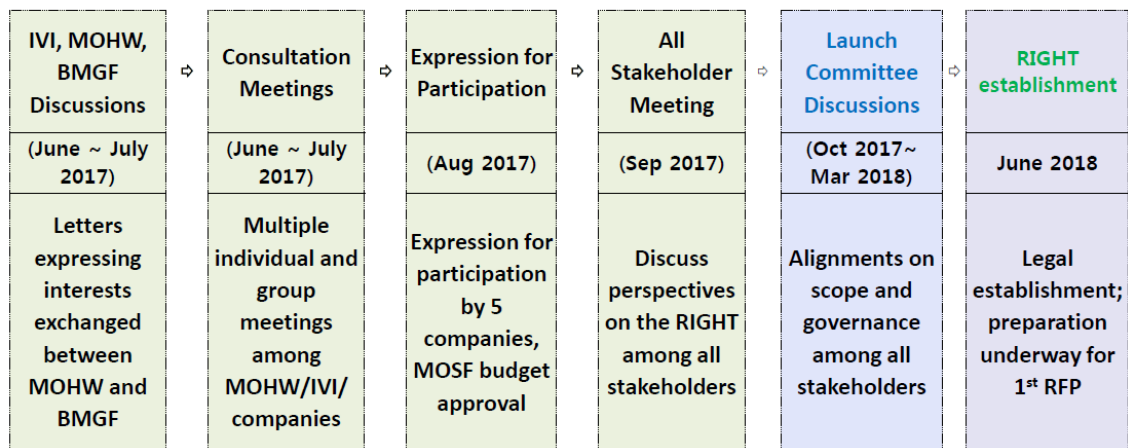 IVI, MOHW,
BMGF
Discussions
⇨
Consultation
Meetings
⇨
Expression for
Participation
⇨
All
Stakeholder
Meeting
⇨
Launch
Committee
Discussions
⇨
RIGHT
establishment
(June ~ July
2017)
(June ~ July
2017)
(Aug 2017)
(Sep 2017)
(Oct 2017~
Mar 2018)
June 2018
Letters
expressing
interests
exchanged
between
MOHW and
BMGF
Multiple
individual and
group
meetings
among
MOHW/IVI/
companies
Expression for
participation
by 5
companies,
MOSF budget
approval
Discuss
perspectives
on the RIGHT
among all
stakeholders
Alignments on
scope and
governance
among all
stakeholders
Legal
establishment;
preparation
underway for
1st RFP